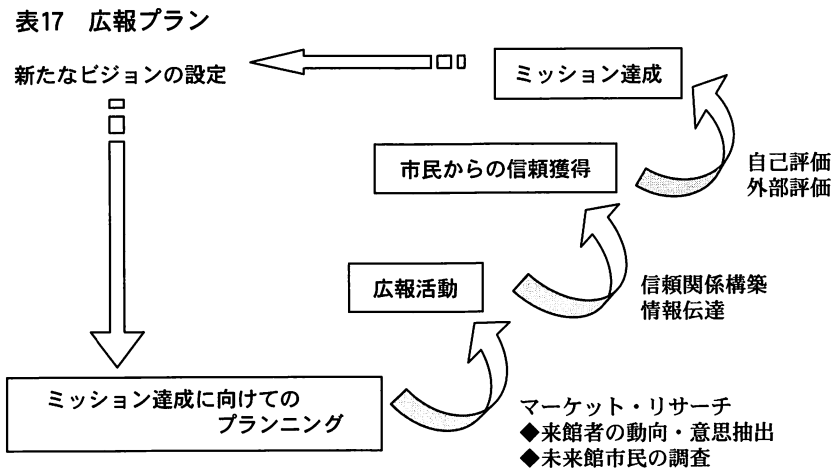 表17　広報プラン
新たなビジョンの設定
ミッション達成
市民からの信頼獲得
自己評価
外部評価
広報活動
信頼関係構築
情報伝達
ミッション達成に向けての
プランニング
マーケット・リサーチ
◆来館者の動向・意思抽出
◆未来館市民の調査